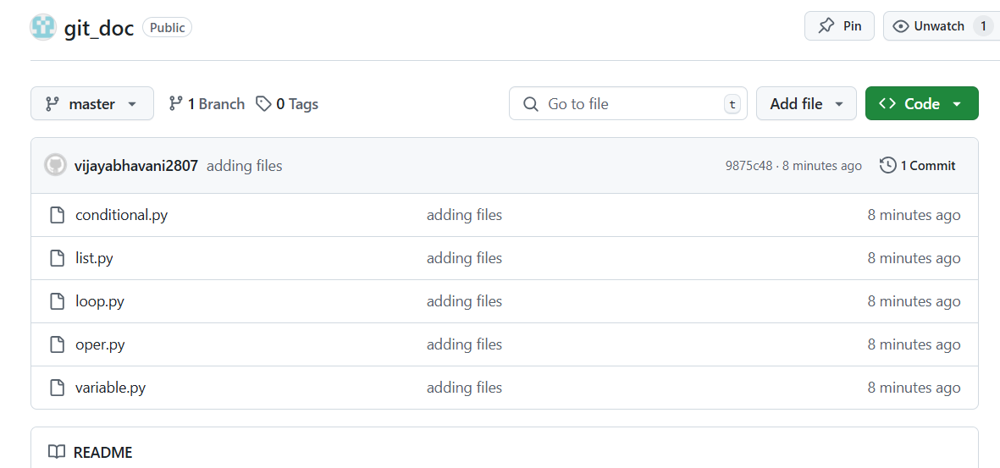 git_doc Public Pin Unwatch 1
master 1 Branch 0 Tags Go to file t Add file Code
vijayabhavani2807 adding files 9875c48 · 8 minutes ago 1 Commit
conditional.py adding files 8 minutes ago
list.py adding files 8 minutes ago
loop.py adding files 8 minutes ago
oper.py adding files 8 minutes ago
variable.py adding files 8 minutes ago
README